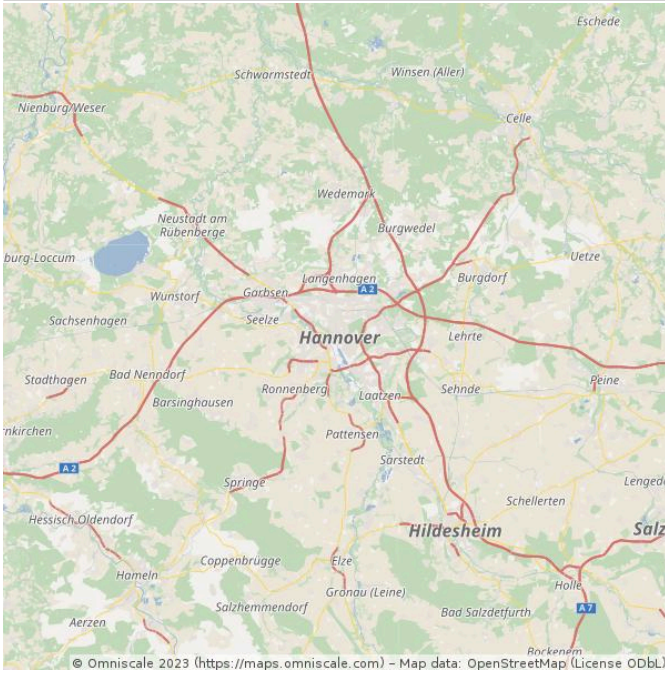 Eschede
Schwarmstedt
Winsen (Aller)
Nienburg/Weser
Celle
Wedemark
Neustadt am
Rübenberge
Burgwedel
burg-Loccum
Uetze
Langenhagen
Burgdorf
Garbsen
A 2
Wunstorf
Seelze
Sachsenhagen
Hannover
Lehrte
Stadthagen
Bad Nenndorf
Peine
Ronnenberg
Sehnde
Laatzen
Barsinghausen
rnkirchen
Pattensen
Sarstedt
A 2
Springe
Lenged
Schellerten
Hessisch Oldendorf
Hildesheim
Salz
Coppenbrügge
Elze
Hameln
Holle
Gronau (Leine)
Salzhemmendorf
Bad Salzdetfurth
A 7
Aerzen
Bockenem
© Omniscale 2023 (https://maps.omniscale.com) – Map data: OpenStreetMap (License ODbL)